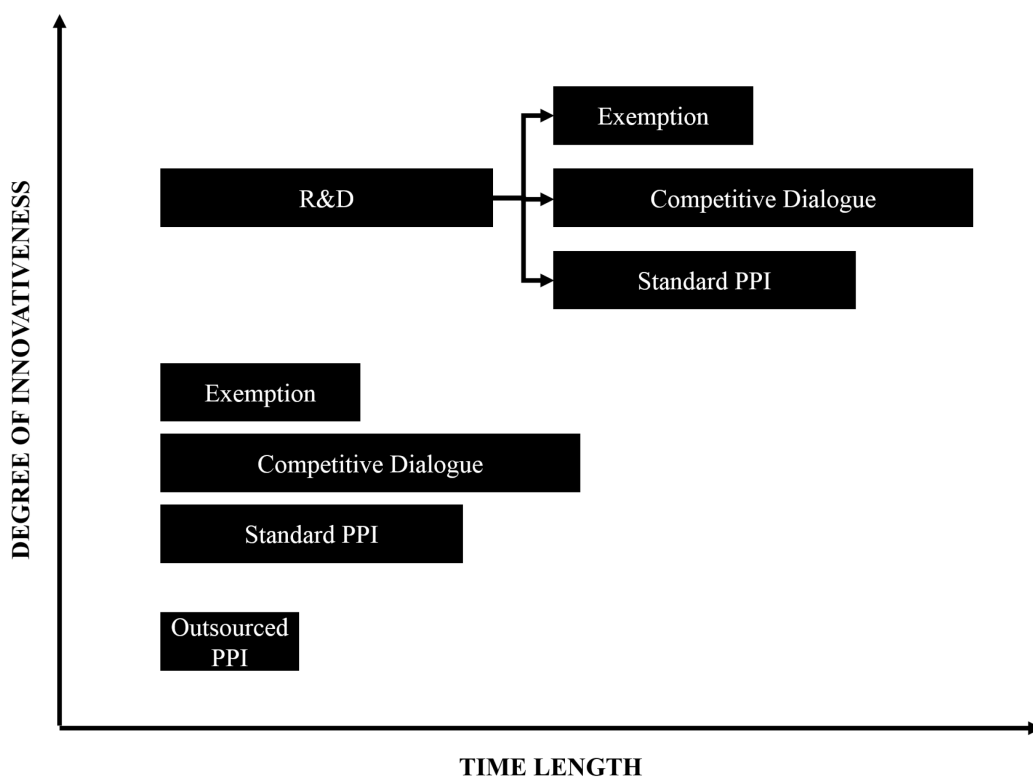 DEGREE OF INNOVATIVENESS
Exemption
R&D
Competitive Dialogue
Standard PPI
Exemption
Competitive Dialogue
Standard PPI
Outsourced
PPI
TIME LENGTH